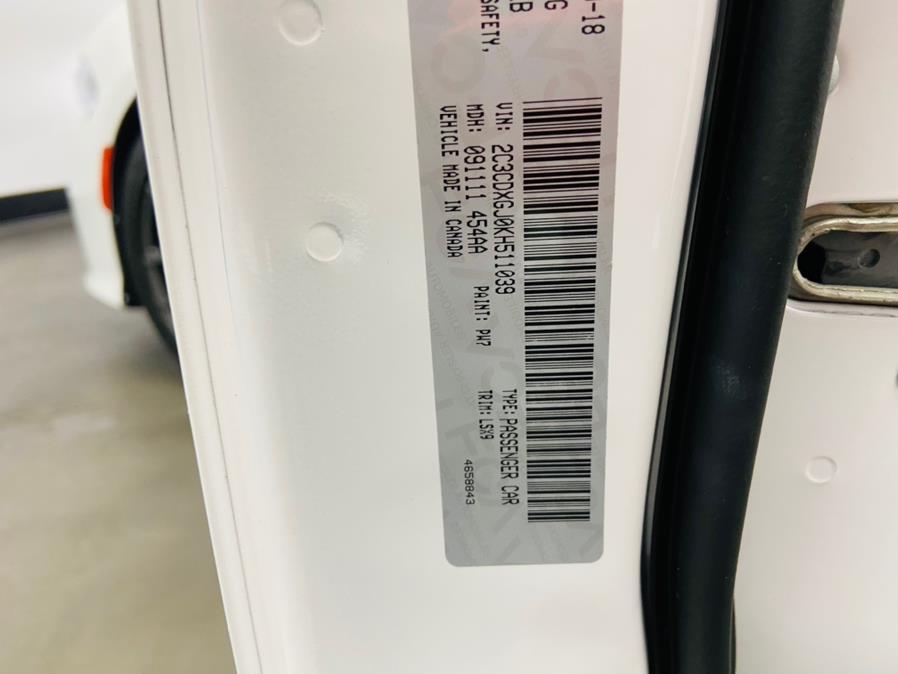 -18
G
LB
SAFETY,
VIN: 2C3CDXGJ0KH511039 TYPE: PASSENGER CAR
MDH: 091111 454AA PAINT: PW7 TRIM: LSX9
VEHICLE MADE IN CANADA 4658843